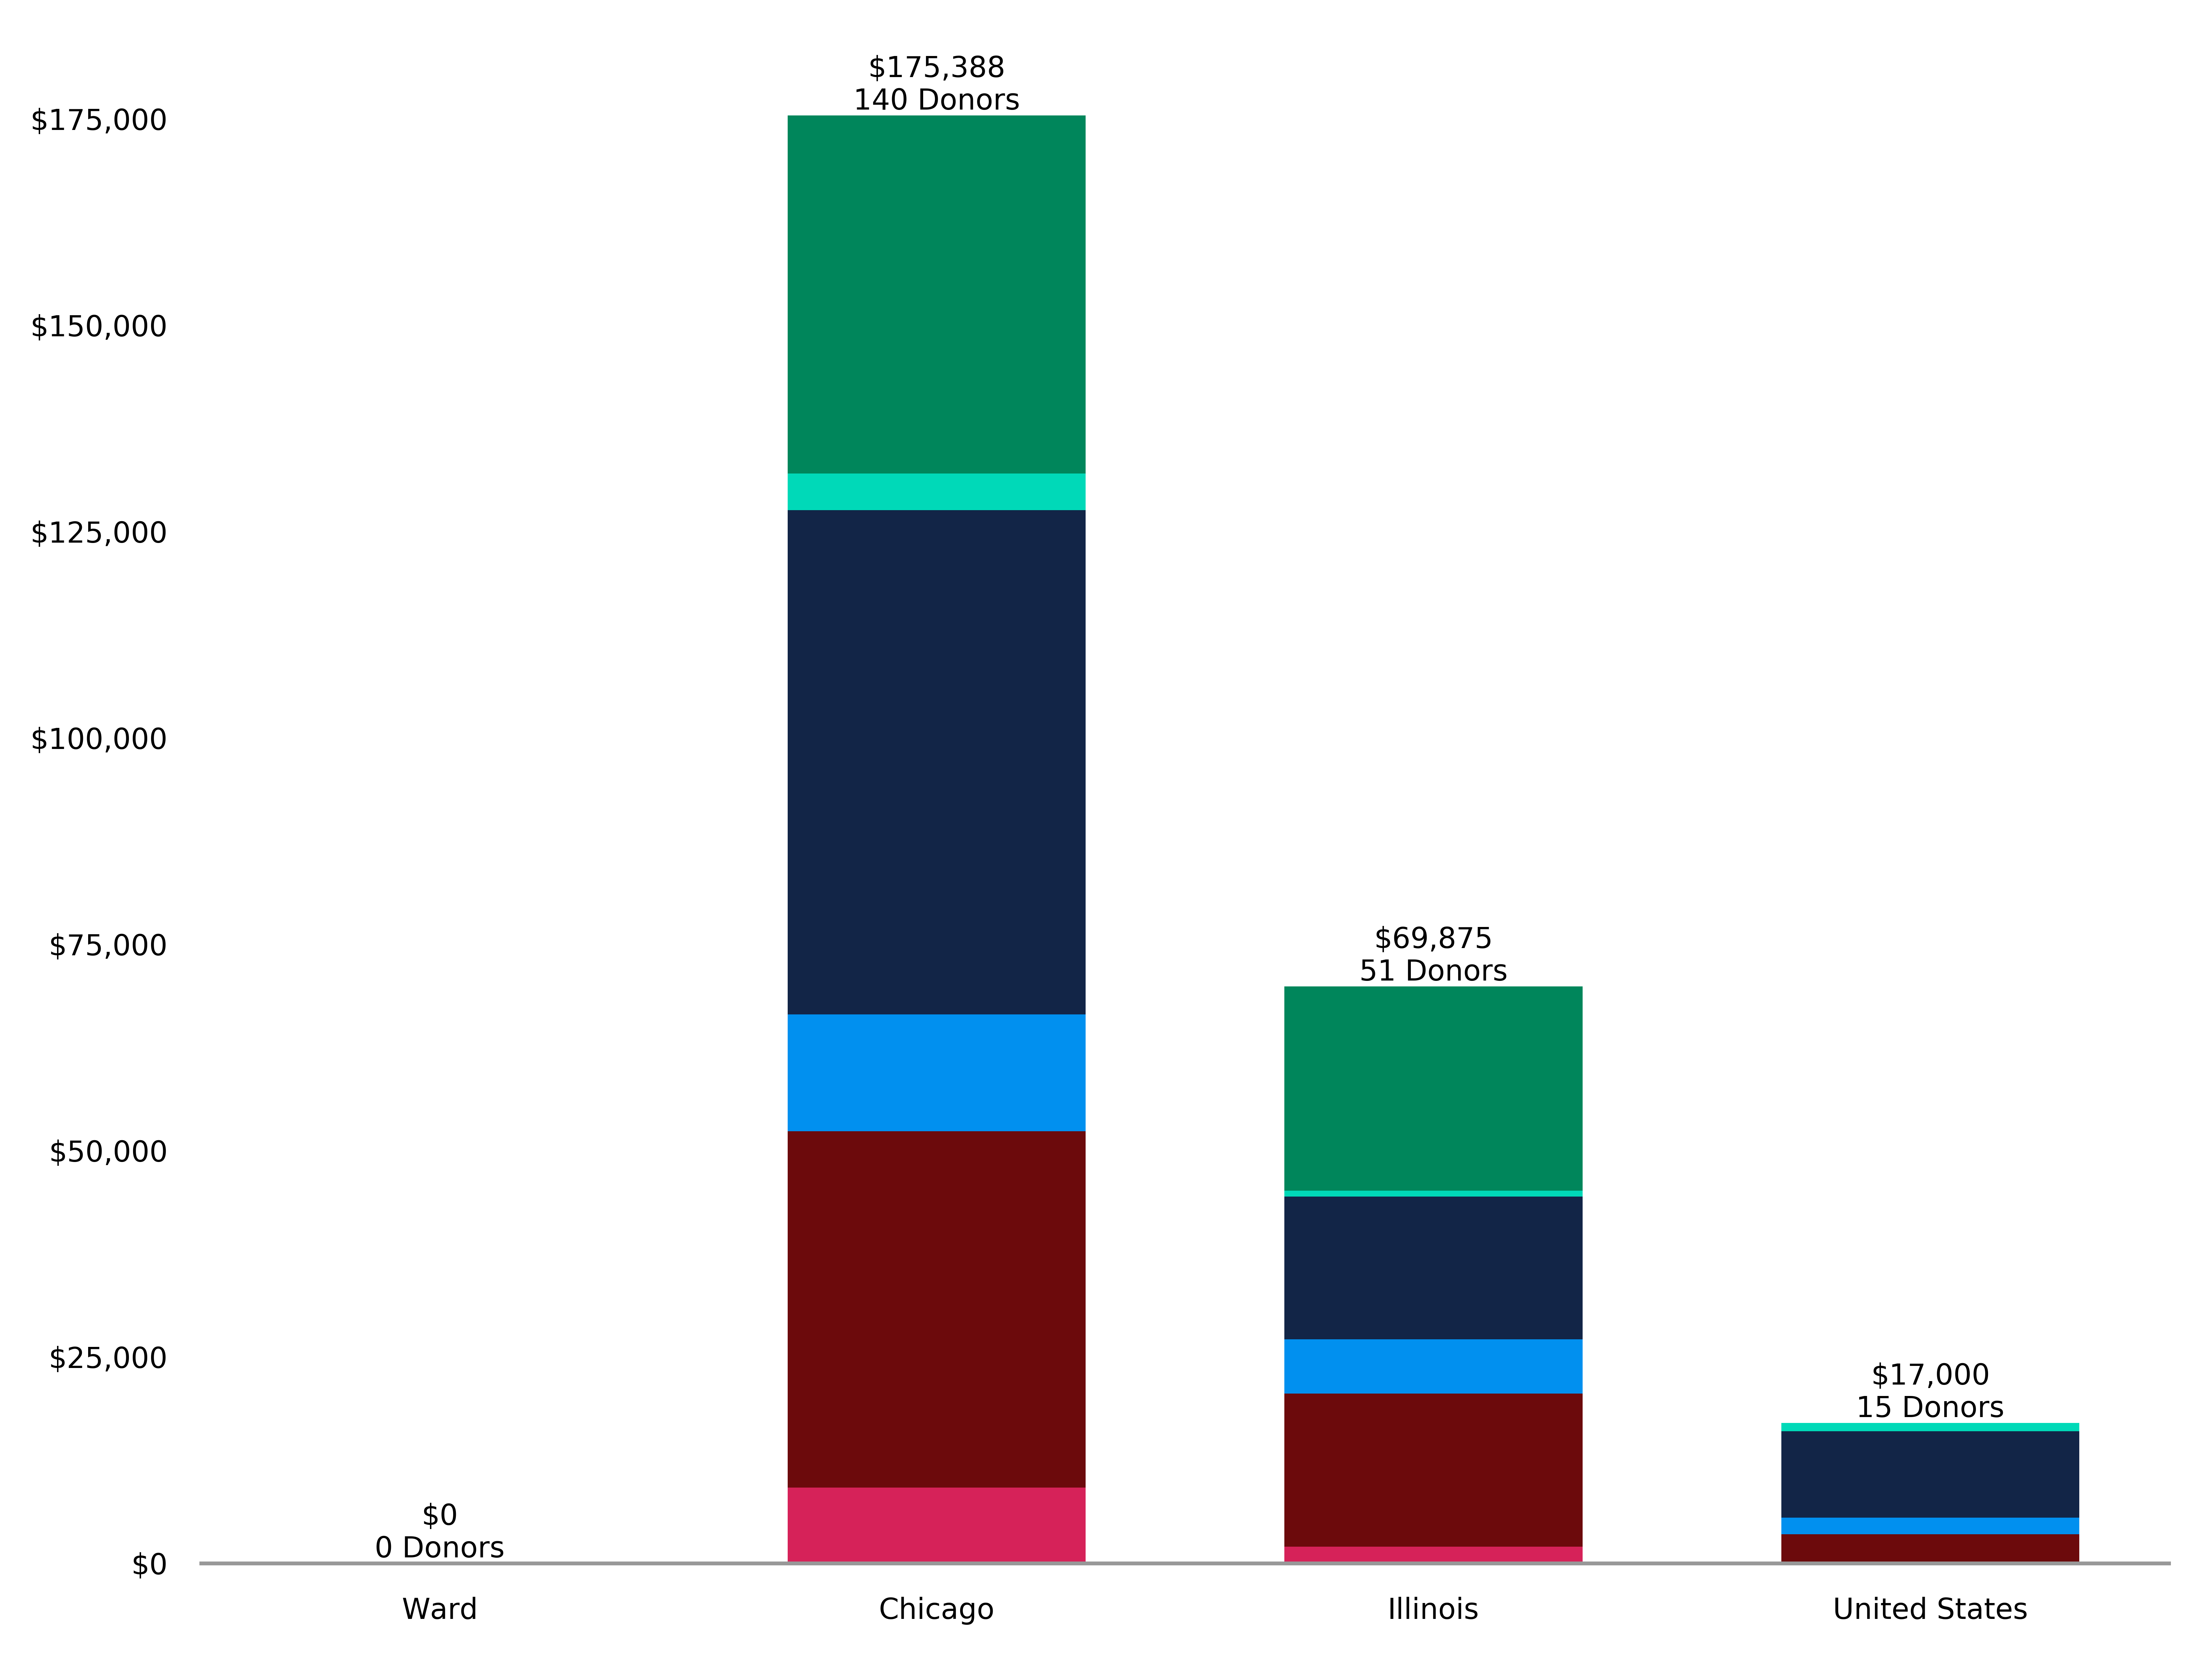 $175,388
140 Donors
$175,000
$150,000
$125,000
$100,000
$75,000
$69,875
51 Donors
$50,000
$25,000
$17,000
15 Donors
$0
0 Donors
$0
Ward
Chicago
Illinois
United States